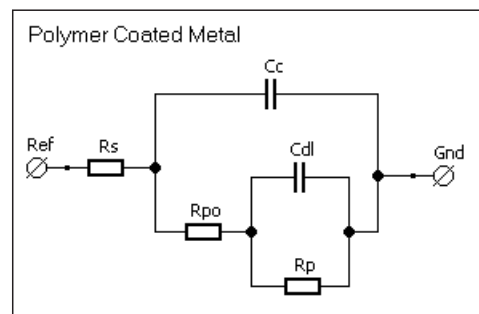 Polymer Coated Metal
Cc
Ref
Rs
Cdl
Gnd
Rpo
Rp